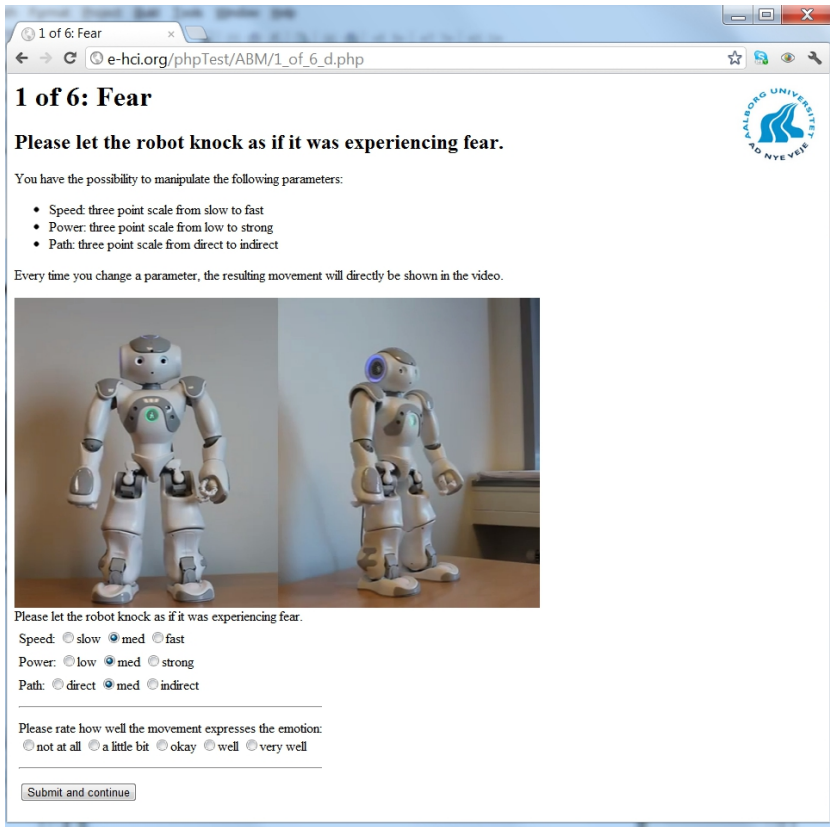 1 of 6: Fear
e-hci.org/phpTest/ABM/1_of_6_d.php
1 of 6: Fear
AALBORG UNIVERSITET
AD NYE VEJE
Please let the robot knock as if it was experiencing fear.
You have the possibility to manipulate the following parameters:
Speed: three point scale from slow to fast
Power: three point scale from low to strong
Path: three point scale from direct to indirect
Every time you change a parameter, the resulting movement will directly be shown in the video.
Please let the robot knock as if it was experiencing fear.
Speed: slow med fast
Power: low med strong
Path: direct med indirect
Please rate how well the movement expresses the emotion:
not at all a little bit okay well very well
Submit and continue